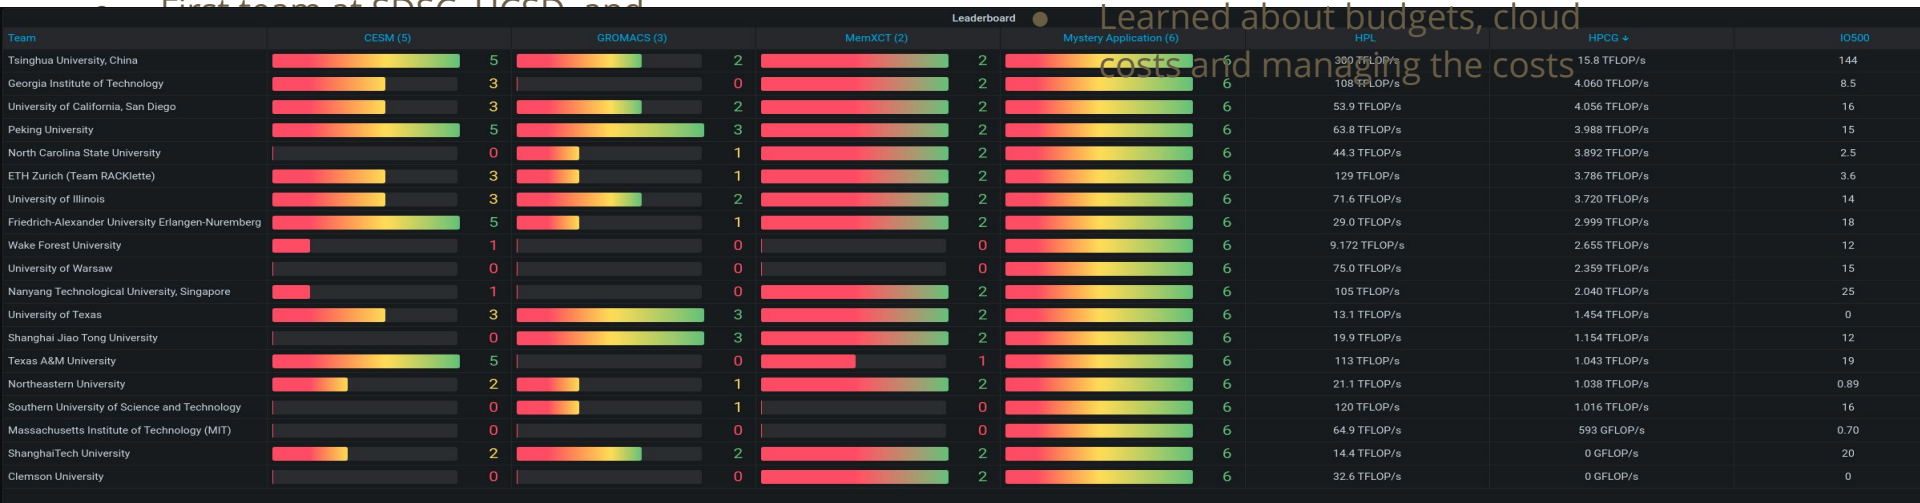 First team at SDSC, UCSD, and
Learned about budgets, cloud
costs and managing the costs
Leaderboard
Team CESM (5) GROMACS (3) MemXCT (2) Mystery Application (6) HPL HPCG ↓ IO500
Tsinghua University, China 5 2 2 6 300 TFLOP/s 15.8 TFLOP/s 144
Georgia Institute of Technology 3 0 2 6 108 TFLOP/s 4.060 TFLOP/s 8.5
University of California, San Diego 3 2 2 6 53.9 TFLOP/s 4.056 TFLOP/s 16
Peking University 5 3 2 6 63.8 TFLOP/s 3.988 TFLOP/s 15
North Carolina State University 0 1 2 6 44.3 TFLOP/s 3.892 TFLOP/s 2.5
ETH Zurich (Team RACKlette) 3 1 2 6 129 TFLOP/s 3.786 TFLOP/s 3.6
University of Illinois 3 2 2 6 71.6 TFLOP/s 3.720 TFLOP/s 14
Friedrich-Alexander University Erlangen-Nuremberg 5 1 2 6 29.0 TFLOP/s 2.999 TFLOP/s 18
Wake Forest University 1 0 0 6 9.172 TFLOP/s 2.655 TFLOP/s 12
University of Warsaw 0 0 0 6 75.0 TFLOP/s 2.359 TFLOP/s 15
Nanyang Technological University, Singapore 1 0 2 6 105 TFLOP/s 2.040 TFLOP/s 25
University of Texas 3 3 2 6 13.1 TFLOP/s 1.454 TFLOP/s 0
Shanghai Jiao Tong University 0 3 2 6 19.9 TFLOP/s 1.154 TFLOP/s 12
Texas A&M University 5 0 1 6 113 TFLOP/s 1.043 TFLOP/s 19
Northeastern University 2 1 2 6 21.1 TFLOP/s 1.038 TFLOP/s 0.89
Southern University of Science and Technology 0 1 0 6 120 TFLOP/s 1.016 TFLOP/s 16
Massachusetts Institute of Technology (MIT) 0 0 0 6 64.9 TFLOP/s 593 GFLOP/s 0.70
ShanghaiTech University 2 2 2 6 14.4 TFLOP/s 0 GFLOP/s 20
Clemson University 0 0 2 6 32.6 TFLOP/s 0 GFLOP/s 0